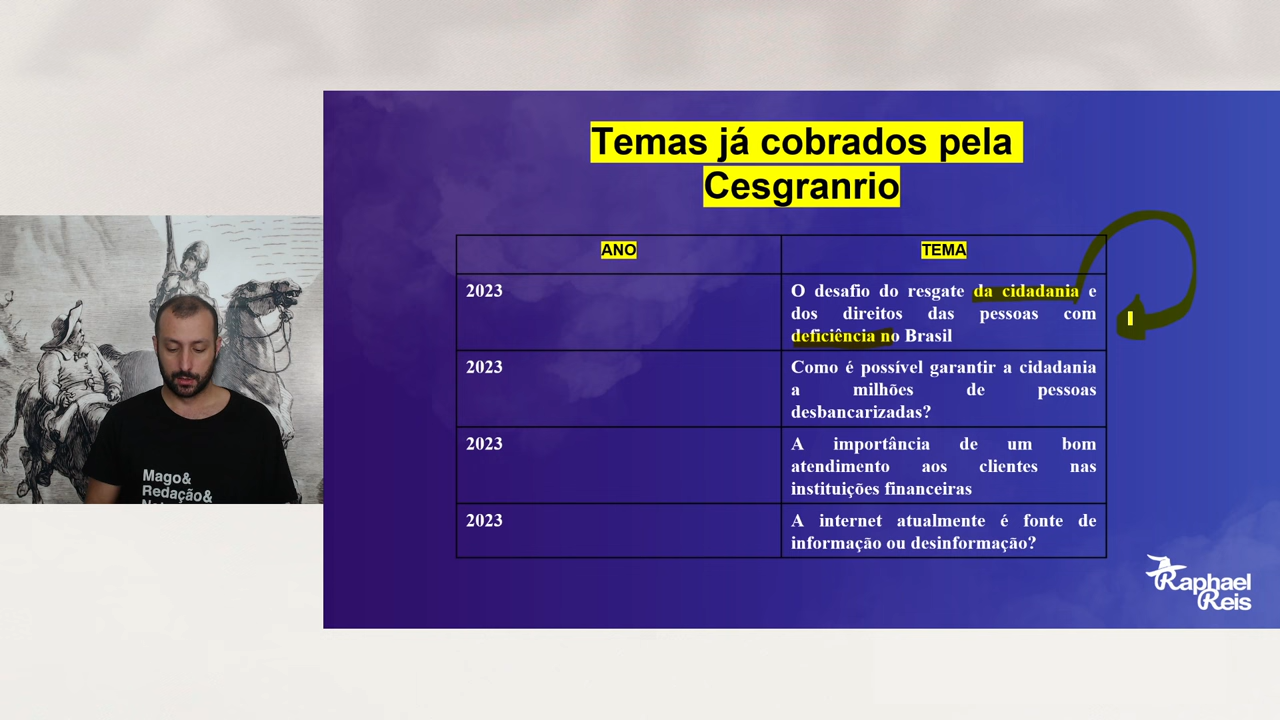 Temas já cobrados pela
Cesgranrio
ANO
TEMA
2023
O desafio do resgate da cidadania e
dos direitos das pessoas com
deficiência no Brasil
2023
Como é possível garantir a cidadania
a milhões de pessoas
desbancarizadas?
2023
A importância de um bom
atendimento aos clientes nas
instituições financeiras
2023
A internet atualmente é fonte de
informação ou desinformação?
Mago&
Redação&
Raphael
Reis